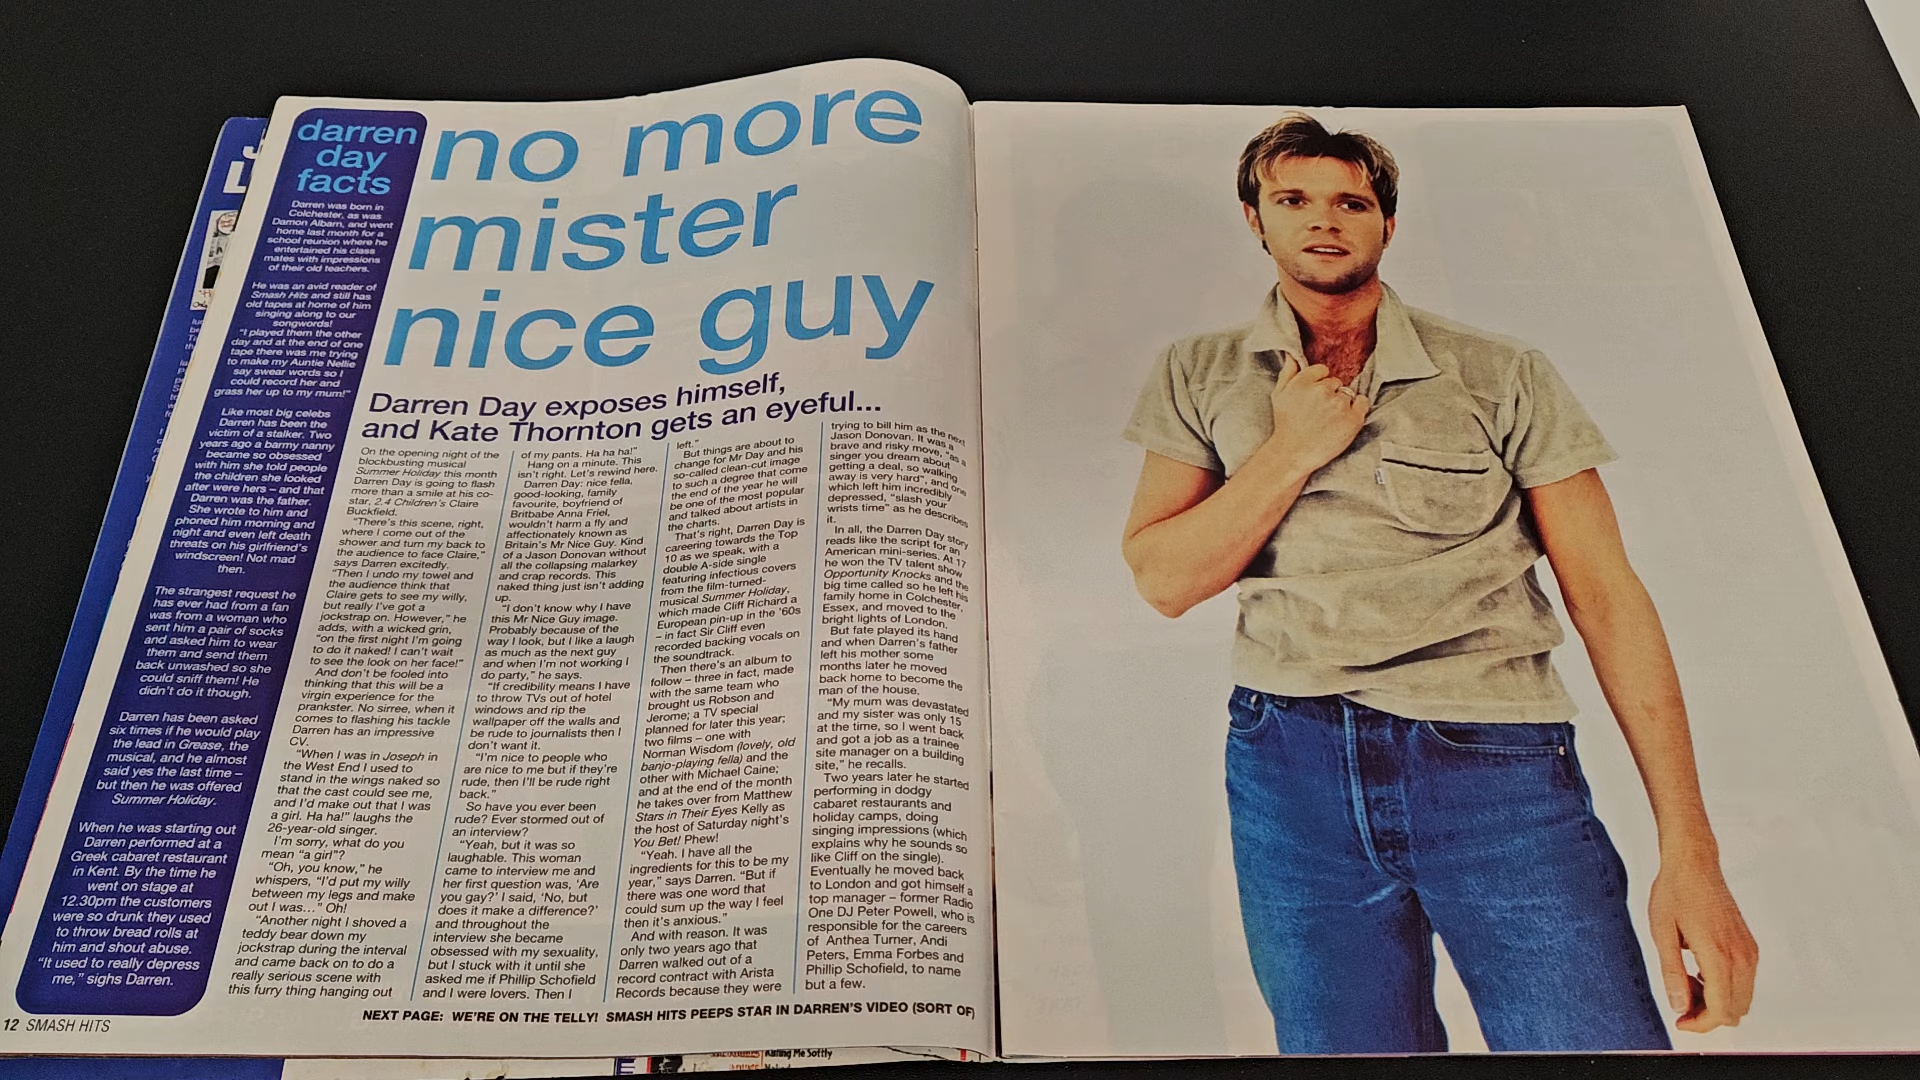 darren
day
facts
Darren was born in
Colchester, as was
Damon Albarn, and went
home last month for a
school reunion where he
entertained his class
mates with impressions
of their old teachers.
He was an avid reader of
Smash Hits and still has
old tapes at home of him
singing along to our
songwords!
"I played them the other
day and at the end of one
tape there was me trying
to make my Auntie Nellie
say swear words so I
could record her and
grass her up to my mum!"
Like most big celebs
Darren has been the
victim of a stalker. Two
years ago a barmy nanny
became so obsessed
with him she told people
the children she looked
after were hers – and that
Darren was the father.
She wrote to him and
phoned him morning and
night and even left death
threats on his girlfriend's
windscreen! Not mad
then.
The strangest request he
has ever had from a fan
was from a woman who
sent him a pair of socks
and asked him to wear
them and send them
back unwashed so she
could sniff them! He
didn't do it though.
Darren has been asked
six times if he would play
the lead in Grease, the
musical, and he almost
said yes the last time –
but then he was offered
Summer Holiday.
When he was starting out
Darren performed at a
Greek cabaret restaurant
in Kent. By the time he
went on stage at
12.30pm the customers
were so drunk they used
to throw bread rolls at
him and shout abuse.
"It used to really depress
me," sighs Darren.
no more
mister
nice guy
Darren Day exposes himself,
and Kate Thornton gets an eyeful...
On the opening night of the
blockbusting musical
Summer Holiday this month
Darren Day is going to flash
more than a smile at his co-
star, 2.4 Children's Claire
Buckfield.
"There's this scene, right,
where I come out of the
shower and turn my back to
the audience to face Claire,"
says Darren excitedly.
"Then I undo my towel and
the audience think that
Claire gets to see my willy,
but really I've got a
jockstrap on. However," he
adds, with a wicked grin,
"on the first night I'm going
to do it naked! I can't wait
to see the look on her face!"
And don't be fooled into
thinking that this will be a
virgin experience for the
prankster. No sirree, when it
comes to flashing his tackle
Darren has an impressive
CV.
"When I was in Joseph in
the West End I used to
stand in the wings naked so
that the cast could see me,
and I'd make out that I was
a girl. Ha ha!" laughs the
26-year-old singer.
I'm sorry, what do you
mean "a girl"?
"Oh, you know," he
whispers, "I'd put my willy
between my legs and make
out I was..." Oh!
"Another night I shoved a
teddy bear down my
jockstrap during the interval
and came back on to do a
really serious scene with
this furry thing hanging out
of my pants. Ha ha ha!"
Hang on a minute. This
isn't right. Let's rewind here.
Darren Day: nice fella,
good-looking, family
favourite, boyfriend of
Britbabe Anna Friel,
wouldn't harm a fly and
affectionately known as
Britain's Mr Nice Guy. Kind
of a Jason Donovan without
all the collapsing malarkey
and crap records. This
naked thing just isn't adding
up.
"I don't know why I have
this Mr Nice Guy image.
Probably because of the
way I look, but I like a laugh
as much as the next guy
and when I'm not working I
do party," he says.
"If credibility means I have
to throw TVs out of hotel
windows and rip the
wallpaper off the walls and
be rude to journalists then I
don't want it.
"I'm nice to people who
are nice to me but if they're
rude, then I'll be rude right
back."
So have you ever been
rude? Ever stormed out of
an interview?
"Yeah, but it was so
laughable. This woman
came to interview me and
her first question was, 'Are
you gay?' I said, 'No, but
does it make a difference?'
and throughout the
interview she became
obsessed with my sexuality,
but I stuck with it until she
asked me if Phillip Schofield
and I were lovers. Then I
left."
But things are about to
change for Mr Day and his
so-called clean-cut image
to such a degree that come
the end of the year he will
be one of the most popular
and talked about artists in
the charts.
That's right, Darren Day is
careering towards the Top
10 as we speak, with a
double A-side single
featuring infectious covers
from the film-turned-
musical Summer Holiday,
which made Cliff Richard a
European pin-up in the '60s
– in fact Sir Cliff even
recorded backing vocals on
the soundtrack.
Then there's an album to
follow – three in fact, made
with the same team who
brought us Robson and
Jerome; a TV special
planned for later this year;
two films – one with
Norman Wisdom (lovely, old
banjo-playing fella) and the
other with Michael Caine;
and at the end of the month
he takes over from Matthew
Stars in Their Eyes Kelly as
the host of Saturday night's
You Bet! Phew!
"Yeah. I have all the
ingredients for this to be my
year," says Darren. "But if
there was one word that
could sum up the way I feel
then it's anxious."
And with reason. It was
only two years ago that
Darren walked out of a
record contract with Arista
Records because they were
trying to bill him as the next
Jason Donovan. It was a
brave and risky move, "as a
singer you dream about
getting a deal, so walking
away is very hard", and one
which left him incredibly
depressed, "slash your
wrists time" as he describes
it.
In all, the Darren Day story
reads like the script for an
American mini-series. At 17
he won the TV talent show
Opportunity Knocks and the
big time called so he left his
family home in Colchester,
Essex, and moved to the
bright lights of London.
But fate played its hand
and when Darren's father
left his mother some
months later he moved
back home to become the
man of the house.
"My mum was devastated
and my sister was only 15
at the time, so I went back
and got a job as a trainee
site manager on a building
site," he recalls.
Two years later he started
performing in dodgy
cabaret restaurants and
holiday camps, doing
singing impressions (which
explains why he sounds so
like Cliff on the single).
Eventually he moved back
to London and got himself a
top manager – former Radio
One DJ Peter Powell, who is
responsible for the careers
of Anthea Turner, Andi
Peters, Emma Forbes and
Phillip Schofield, to name
but a few.
NEXT PAGE: WE'RE ON THE TELLY! SMASH HITS PEEPS STAR IN DARREN'S VIDEO (SORT OF)
12 SMASH HITS
Killing Me Softly